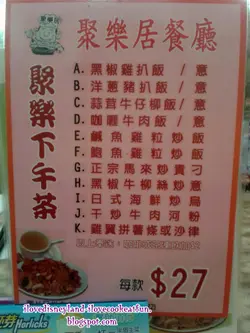 聚樂居餐廳
聚樂下午茶
A. 黑椒雞扒飯 / 意
B. 洋蔥豬扒飯 / 意
C. 蒜茸牛仔柳飯 / 意
D. 咖喱牛肉飯 / 意
E. 鹹魚雞粒炒飯
F. 鮑魚雞粒炒飯
G. 正宗馬來炒貴刁
H. 黑椒牛柳絲炒意
I. 日式海鮮炒烏
J. 干炒牛肉河粉
K. 雞翼拼薯條或沙律
每款 $27
Horlicks
ilovedisneyland-ilovecookeatfun.
blogspot.com